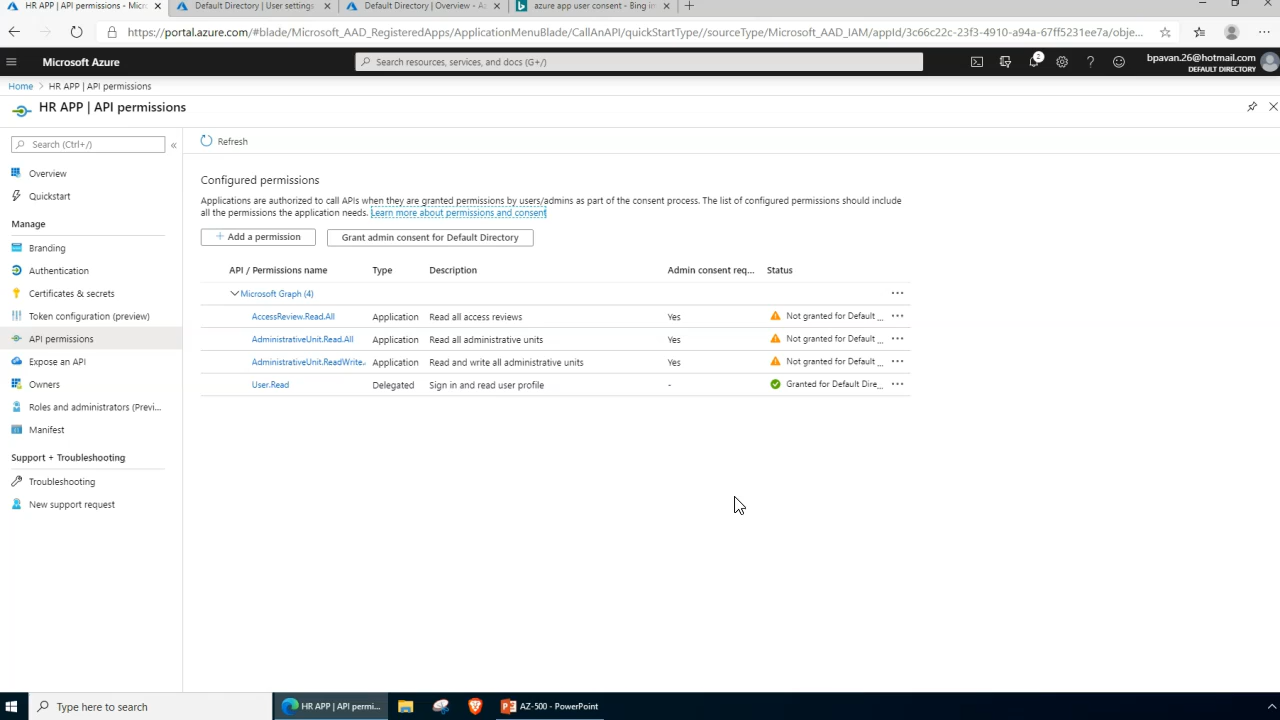 HR APP | API permissions - Micr
Default Directory | User settings
Default Directory | Overview - Az
azure app user consent - Bing in
https://portal.azure.com/#blade/Microsoft_AAD_RegisteredApps/ApplicationMenuBlade/CallAnAPI/quickStartType//sourceType/Microsoft_AAD_IAM/appId/3c66c22c-23f3-4910-a94a-67ff5231ee7a/obje...
Microsoft Azure
Search resources, services, and docs (G+/)
2
bpavan.26@hotmail.com
DEFAULT DIRECTORY
Home > HR APP | API permissions
HR APP | API permissions
Search (Ctrl+/)
«
Refresh
Overview
Quickstart
Manage
Branding
Authentication
Certificates & secrets
Token configuration (preview)
API permissions
Expose an API
Owners
Roles and administrators (Previ...
Manifest
Support + Troubleshooting
Troubleshooting
New support request
Configured permissions
Applications are authorized to call APIs when they are granted permissions by users/admins as part of the consent process. The list of configured permissions should include
all the permissions the application needs. Learn more about permissions and consent
+ Add a permission Grant admin consent for Default Directory
API / Permissions name Type Description Admin consent req... Status
Microsoft Graph (4) ...
AccessReview.Read.All Application Read all access reviews Yes Not granted for Default ... ...
AdministrativeUnit.Read.All Application Read all administrative units Yes Not granted for Default ... ...
AdministrativeUnit.ReadWrite. Application Read and write all administrative units Yes Not granted for Default ... ...
User.Read Delegated Sign in and read user profile - Granted for Default Dire... ...
Type here to search
HR APP | API permi...
AZ-500 - PowerPoint